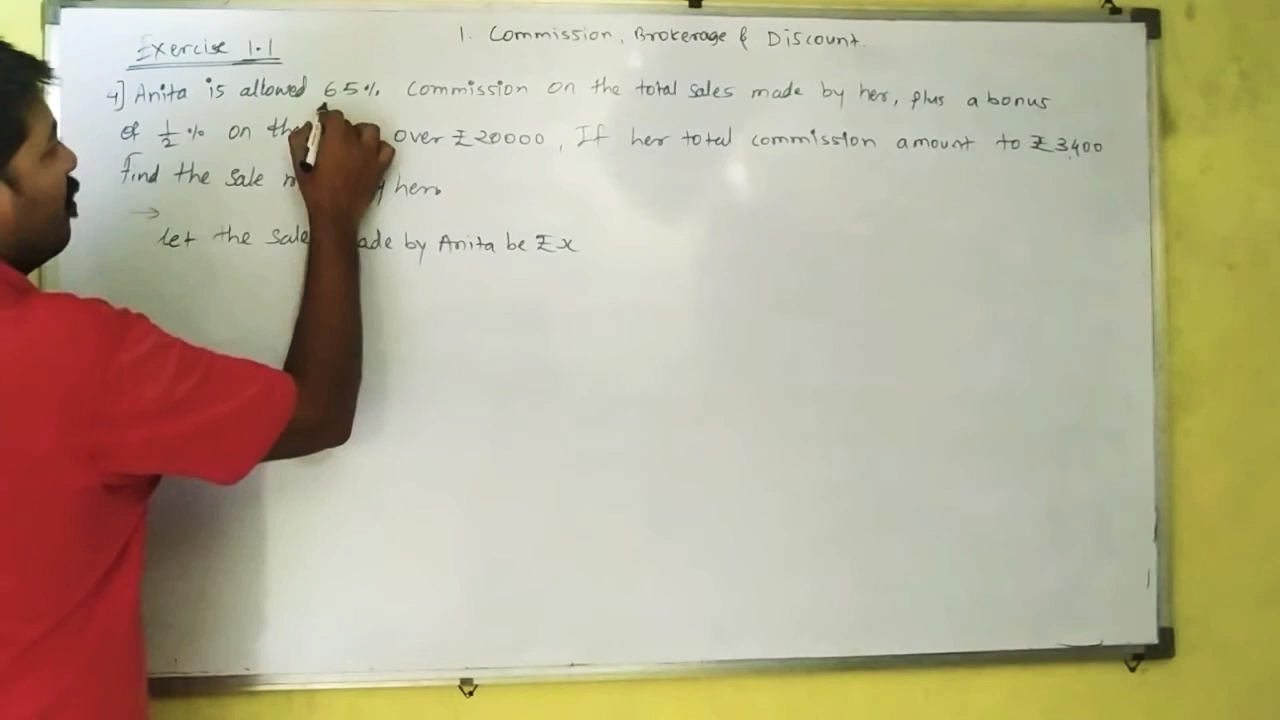 1. Commission, Brokerage & Discount.
Exercise 1.1
4] Anita is allowed 6.5% Commission on the total sales made by her, plus a bonus
of 1/2 % on the over ₹20000, If her total commission amount to ₹3400
Find the sale by her.
→
let the sale made by Anita be ₹x